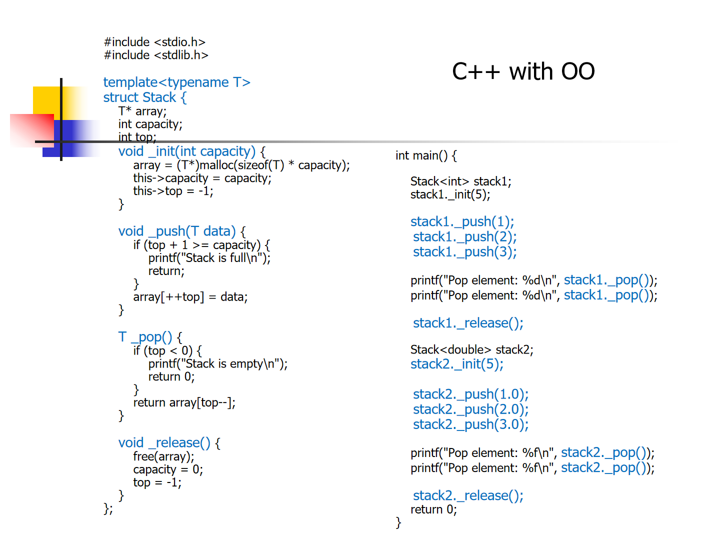 C++ with OO
#include <stdio.h>
#include <stdlib.h>
template<typename T>
struct Stack {
T* array;
int capacity;
int top;
void _init(int capacity) {
array = (T*)malloc(sizeof(T) * capacity);
this->capacity = capacity;
this->top = -1;
}
void _push(T data) {
if (top + 1 >= capacity) {
printf("Stack is full\n");
return;
}
array[++top] = data;
}
T _pop() {
if (top < 0) {
printf("Stack is empty\n");
return 0;
}
return array[top--];
}
void _release() {
free(array);
capacity = 0;
top = -1;
}
};
int main() {
Stack<int> stack1;
stack1._init(5);
stack1._push(1);
stack1._push(2);
stack1._push(3);
printf("Pop element: %d\n", stack1._pop());
printf("Pop element: %d\n", stack1._pop());
stack1._release();
Stack<double> stack2;
stack2._init(5);
stack2._push(1.0);
stack2._push(2.0);
stack2._push(3.0);
printf("Pop element: %f\n", stack2._pop());
printf("Pop element: %f\n", stack2._pop());
stack2._release();
return 0;
}